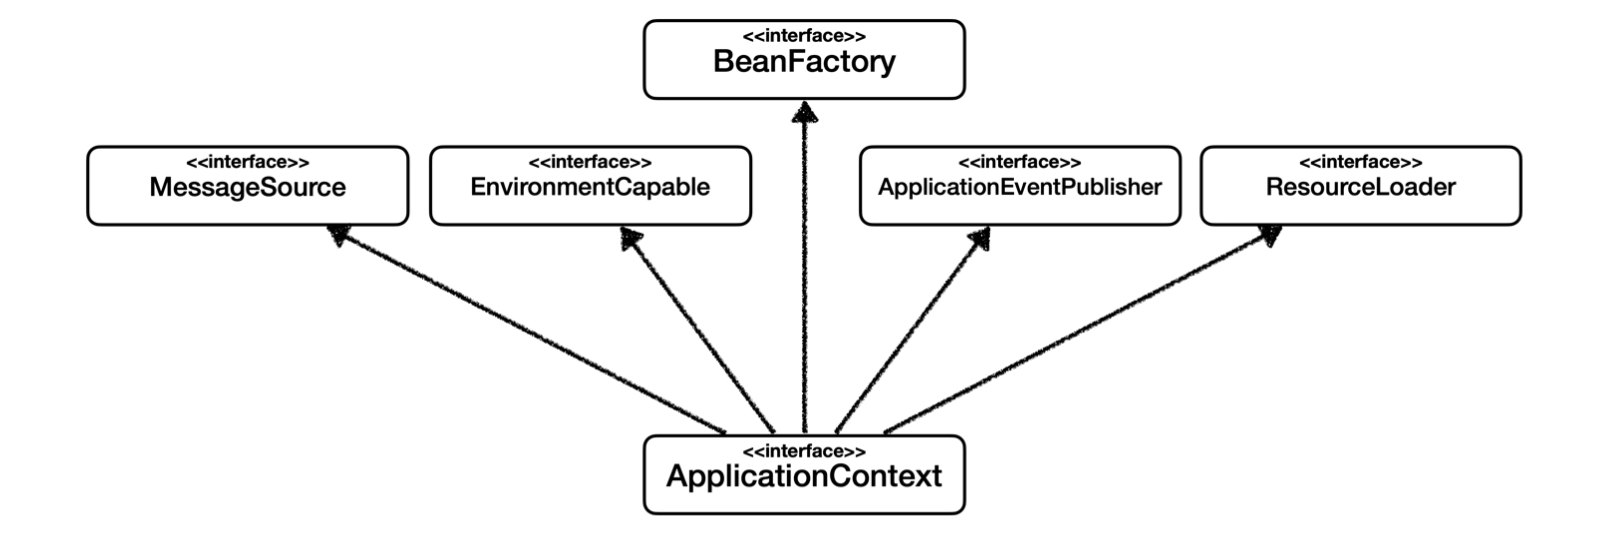 <<interface>>
BeanFactory
<<interface>>
MessageSource
<<interface>>
EnvironmentCapable
<<interface>>
ApplicationEventPublisher
<<interface>>
ResourceLoader
<<interface>>
ApplicationContext